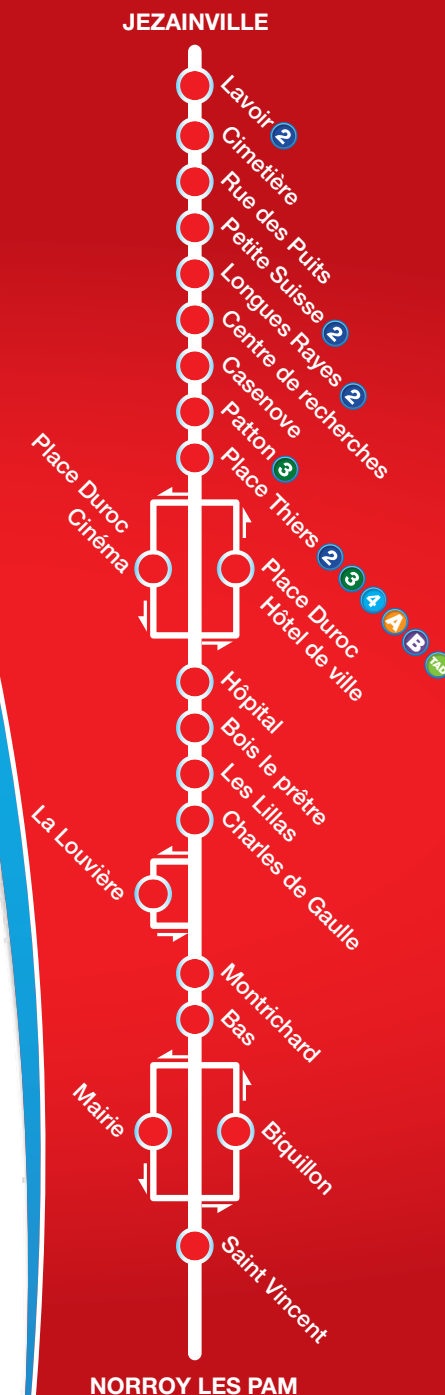 JEZAINVILLE
Lavoir 2
Cimetière
Rue des Puits
Petite Suisse 2
Longues Rayes 2
Centre de recherches
Casenove
Patton 3
Place Thiers 2 3 4 A B TAD
Place Duroc
Cinéma
Place Duroc
Hôtel de ville
Hôpital
Bois le prêtre
Les Lillas
Charles de Gaulle
La Louvière
Montrichard
Bas
Mairie
Biquillon
Saint Vincent
NORROY LES PAM